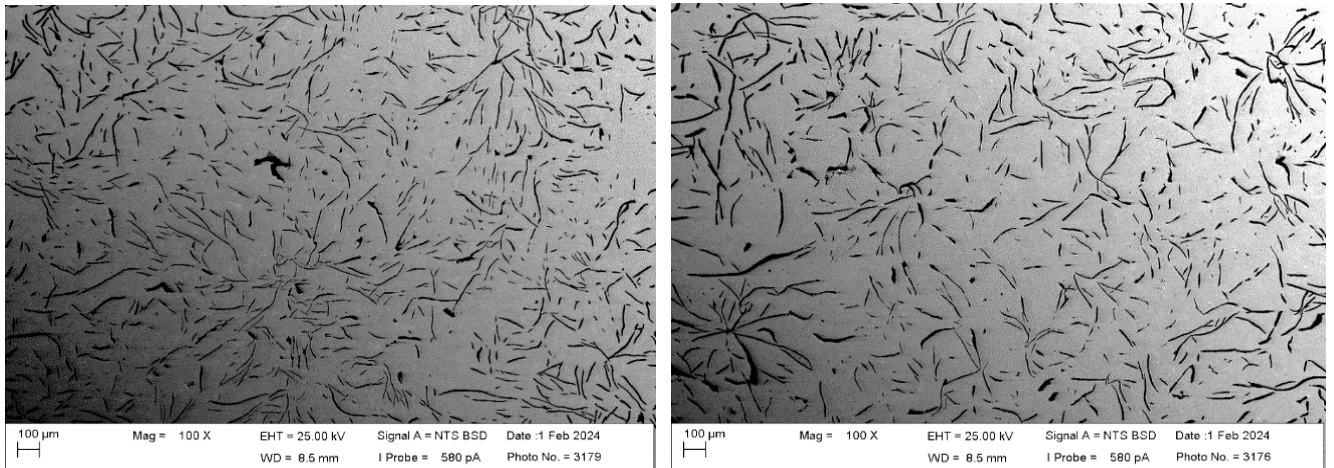 100 µm Mag = 100 X EHT = 25.00 kV Signal A = NTS BSD Date :1 Feb 2024
WD = 8.5 mm I Probe = 580 pA Photo No. = 3179
100 µm Mag = 100 X EHT = 25.00 kV Signal A = NTS BSD Date :1 Feb 2024
WD = 8.5 mm I Probe = 580 pA Photo No. = 3176